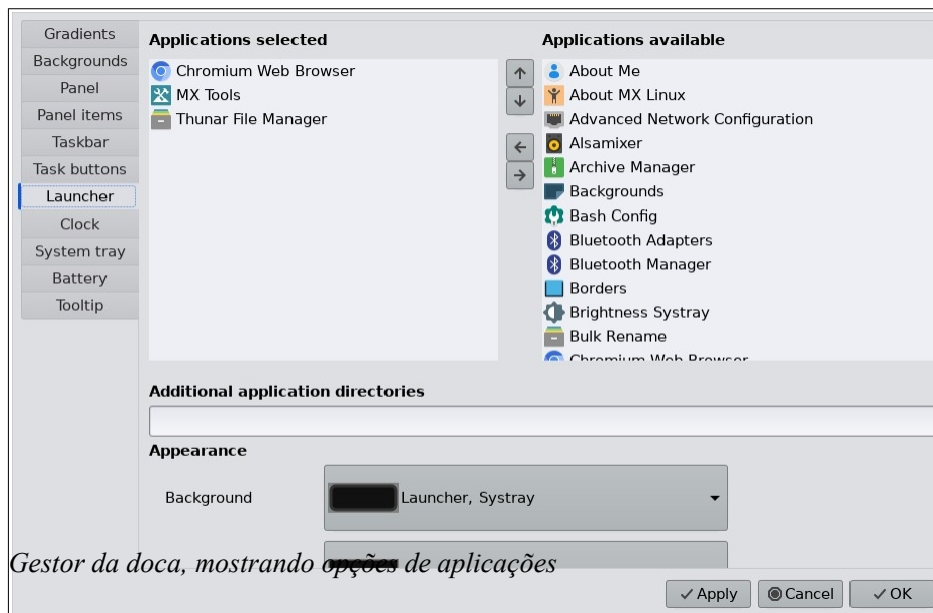 Gradients
Backgrounds
Panel
Panel items
Taskbar
Task buttons
Launcher
Clock
System tray
Battery
Tooltip
Applications selected
Chromium Web Browser
MX Tools
Thunar File Manager
Applications available
About Me
About MX Linux
Advanced Network Configuration
Alsamixer
Archive Manager
Backgrounds
Bash Config
Bluetooth Adapters
Bluetooth Manager
Borders
Brightness Systray
Bulk Rename
Chromium Web Browser
Additional application directories
Appearance
Background
Launcher, Systray
Gestor da doca, mostrando opções de aplicações
Apply
Cancel
OK